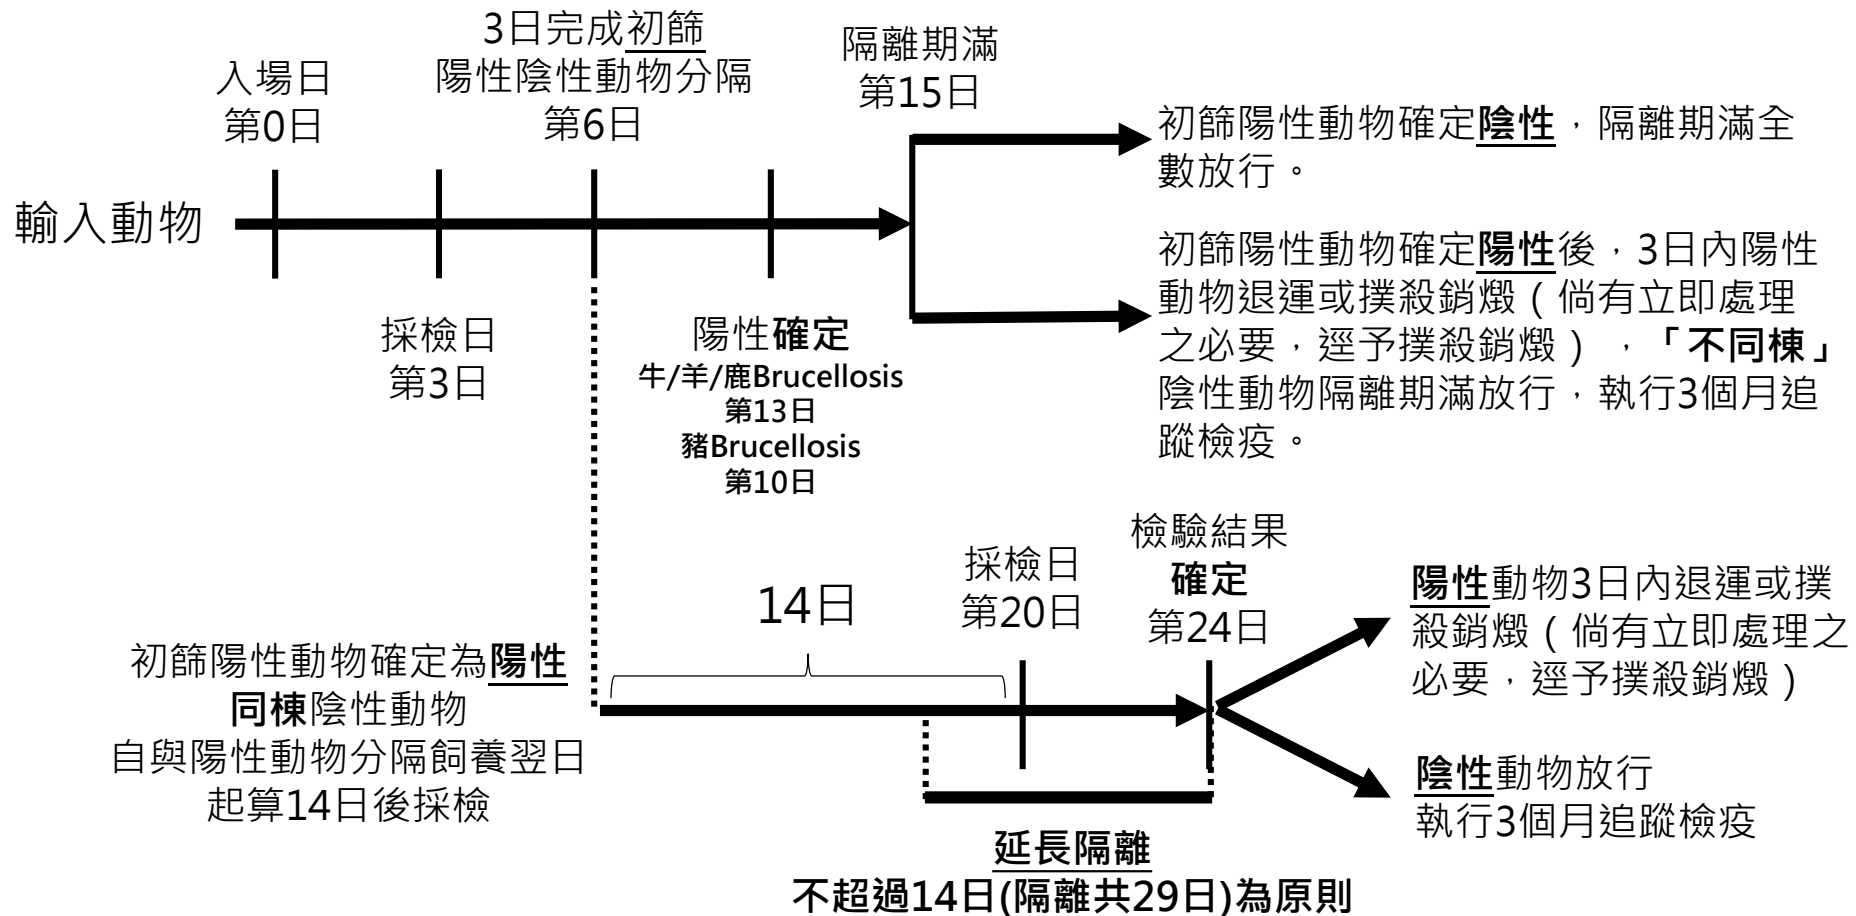 入場日
第0日
3日完成初篩
陽性陰性動物分隔
第6日
隔離期滿
第15日
輸入動物
採檢日
第3日
陽性確定
牛/羊/鹿Brucellosis
第13日
豬Brucellosis
第10日
初篩陽性動物確定陰性，隔離期滿全
數放行。
初篩陽性動物確定陽性後，3日內陽性
動物退運或撲殺銷燬（倘有立即處理
之必要，逕予撲殺銷燬），「不同棟」
陰性動物隔離期滿放行，執行3個月追
蹤檢疫。
初篩陽性動物確定為陽性
同棟陰性動物
自與陽性動物分隔飼養翌日
起算14日後採檢
14日
採檢日
第20日
檢驗結果
確定
第24日
陽性動物3日內退運或撲
殺銷燬（倘有立即處理之
必要，逕予撲殺銷燬）
陰性動物放行
執行3個月追蹤檢疫
延長隔離
不超過14日(隔離共29日)為原則